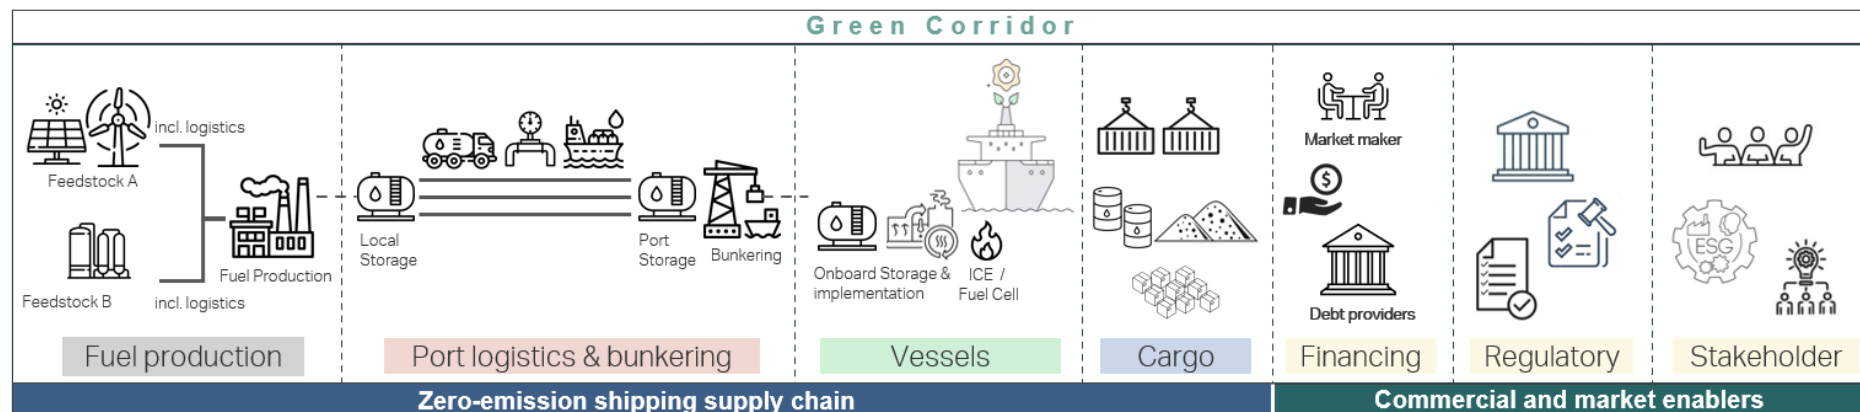 Green Corridor
incl. logistics
Feedstock A
Fuel Production
Feedstock B
incl. logistics
Local
Storage
Port
Storage
Bunkering
Onboard Storage &
implementation
ICE /
Fuel Cell
Market maker
$
Debt providers
ESG
Fuel production
Port logistics & bunkering
Vessels
Cargo
Financing
Regulatory
Stakeholder
Zero-emission shipping supply chain
Commercial and market enablers